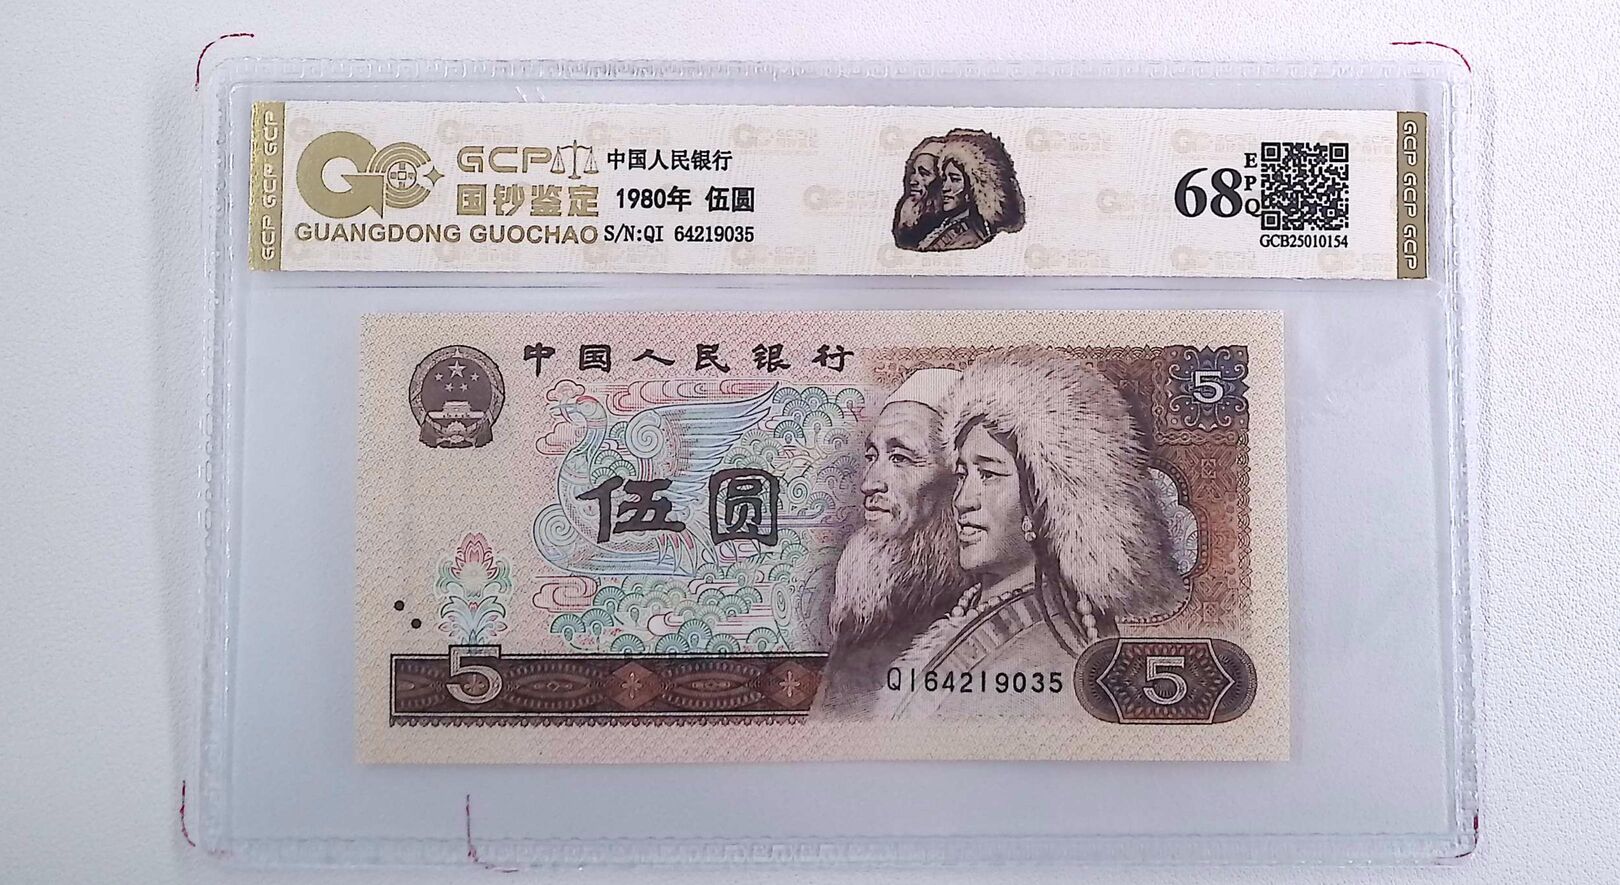 GCP GCP GCP
GCP
国钞鉴定
GUANGDONG GUOCHAO
中国人民银行
1980年 伍圆
S/N:QI 64219035
68
EPQ
GCB25010154
GCP GCP GCP
中国人民银行
5
伍圆
5
QI64219035
5